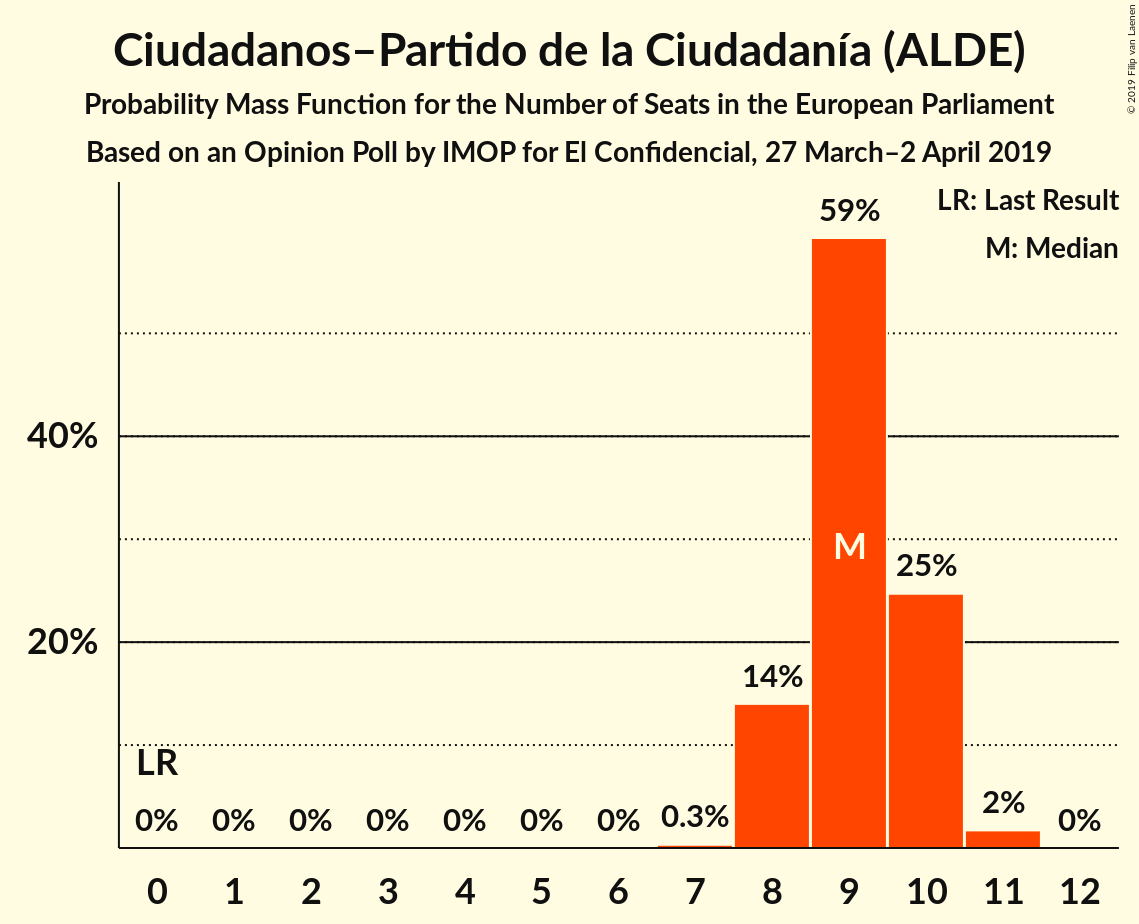 Ciudadanos–Partido de la Ciudadanía (ALDE)
Probability Mass Function for the Number of Seats in the European Parliament
Based on an Opinion Poll by IMOP for El Confidencial, 27 March–2 April 2019
© 2019 Filip van Laenen
LR: Last Result
M: Median
59%
40%
M
25%
20%
14%
LR
0% 0% 0% 0% 0% 0% 0% 0.3% 2% 0%
0 1 2 3 4 5 6 7 8 9 10 11 12